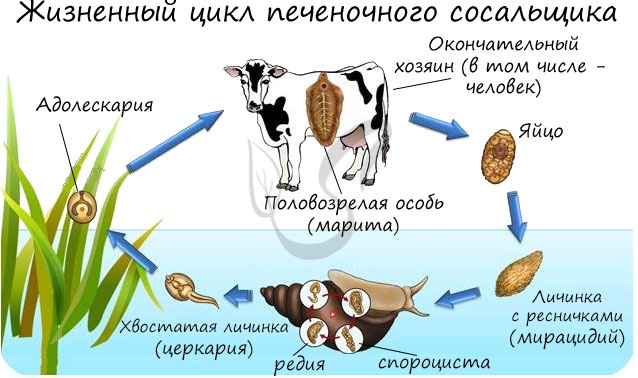 Жизненный цикл печеночного сосальщика
Окончательный
хозяин (в том числе -
человек)
Адолескария
Яйцо
Половозрелая особь
(марита)
Личинка
с ресничками
(мирацидий)
Хвостатая личинка
(церкария)
редия
спороциста